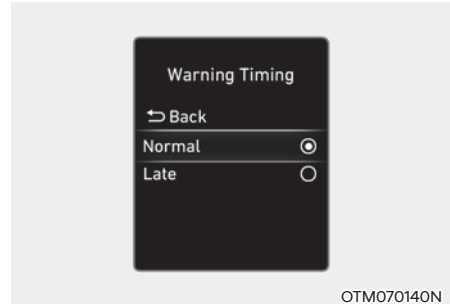 Warning Timing
⮌ Back
Normal
Late
OTM070140N